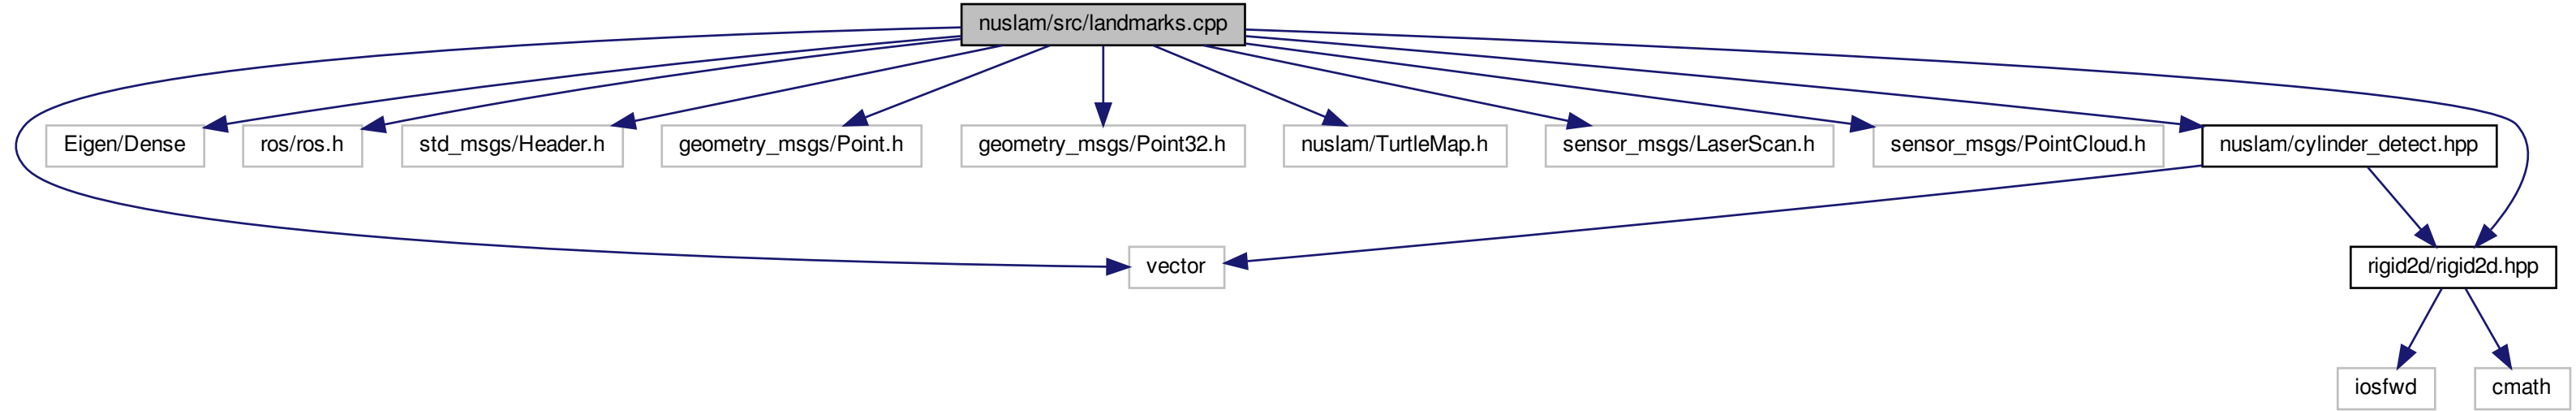 nuslam/src/landmarks.cpp
Eigen/Dense
ros/ros.h
std_msgs/Header.h
geometry_msgs/Point.h
geometry_msgs/Point32.h
nuslam/TurtleMap.h
sensor_msgs/LaserScan.h
sensor_msgs/PointCloud.h
nuslam/cylinder_detect.hpp
vector
rigid2d/rigid2d.hpp
iosfwd
cmath